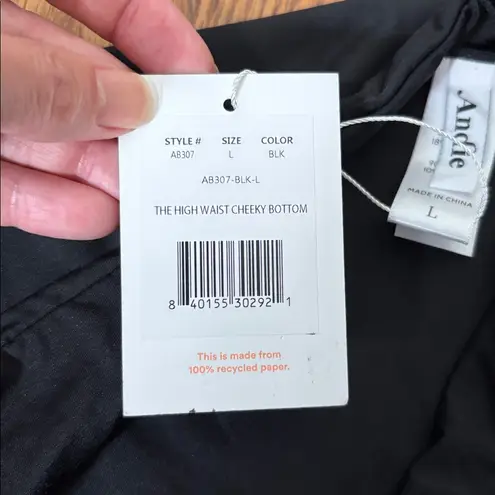 STYLE # SIZE COLOR
AB307 L BLK
AB307-BLK-L
THE HIGH WAIST CHEEKY BOTTOM
8 40155 30292 1
This is made from
100% recycled paper.
Andie
MADE IN CHINA
L